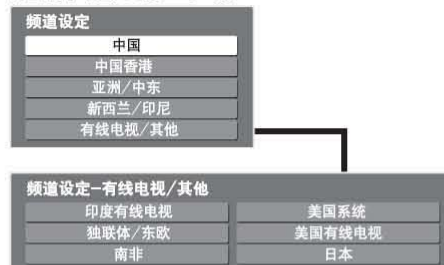 频道设定
中国
中国香港
亚洲/中东
新西兰/印尼
有线电视/其他
频道设定-有线电视/其他
印度有线电视 美国系统
独联体/东欧 美国有线电视
南非 日本